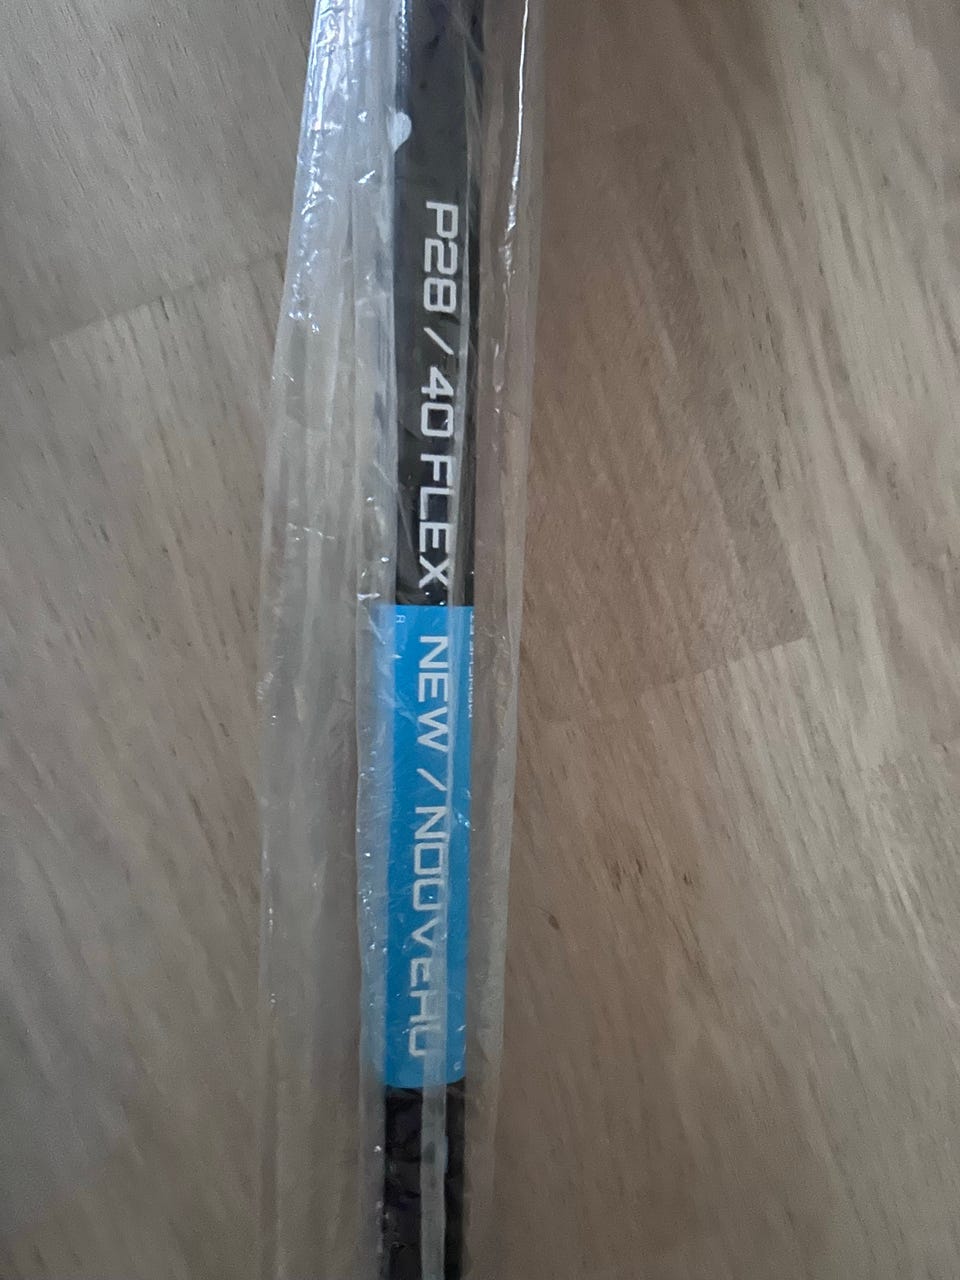 P28 / 40 FLEX
NEW / NOUVEAU